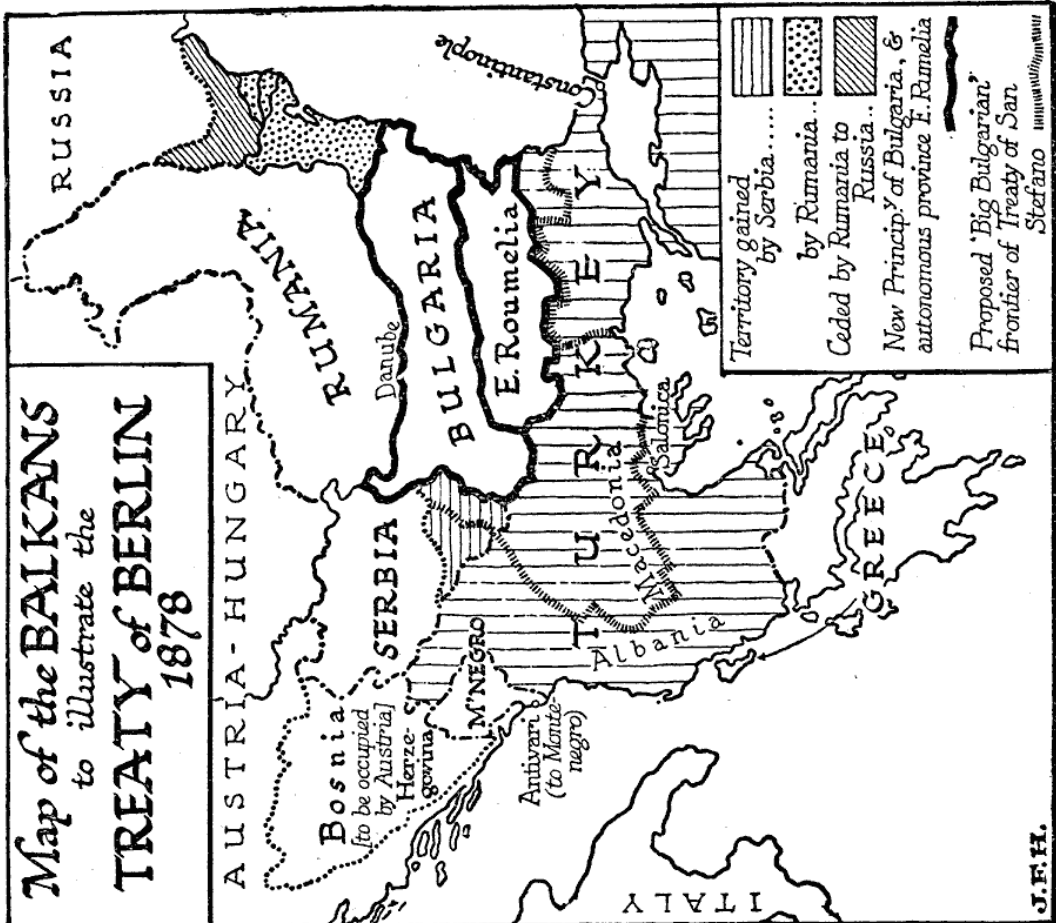 Map of the BALKANS
to illustrate the
TREATY of BERLIN
1878
RUSSIA
AUSTRIA-HUNGARY
RUMANIA
Danube
BULGARIA
E. Roumelia
Constantinople
SERBIA
Bosnia
[to be occupied
by Austria]
Herze-
govina
M'NEGRO
Antivari
(to Monte-
negro)
TURKEY
Macedonia
Salonica
Albania
GREECE
ITALY
Territory gained
by Serbia.....
by Rumania..
Ceded by Rumania to
Russia..
New Princip.y of Bulgaria, &
autonomous province E. Rumelia
Proposed "Big Bulgarian"
frontier of Treaty of San
Stefano
J.F.H.